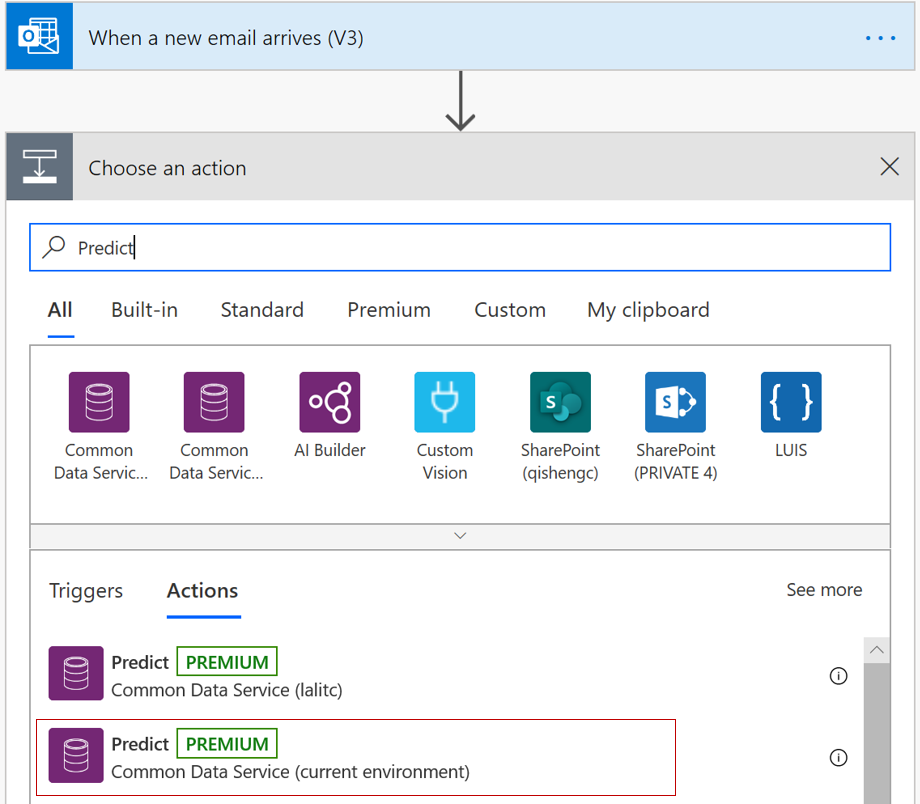 When a new email arrives (V3)
Choose an action
Predict
All Built-in Standard Premium Custom My clipboard
Common Data Servic...
Common Data Servic...
AI Builder
Custom Vision
SharePoint (qishengc)
SharePoint (PRIVATE 4)
LUIS
Triggers Actions See more
Predict PREMIUM
Common Data Service (lalitc)
Predict PREMIUM
Common Data Service (current environment)